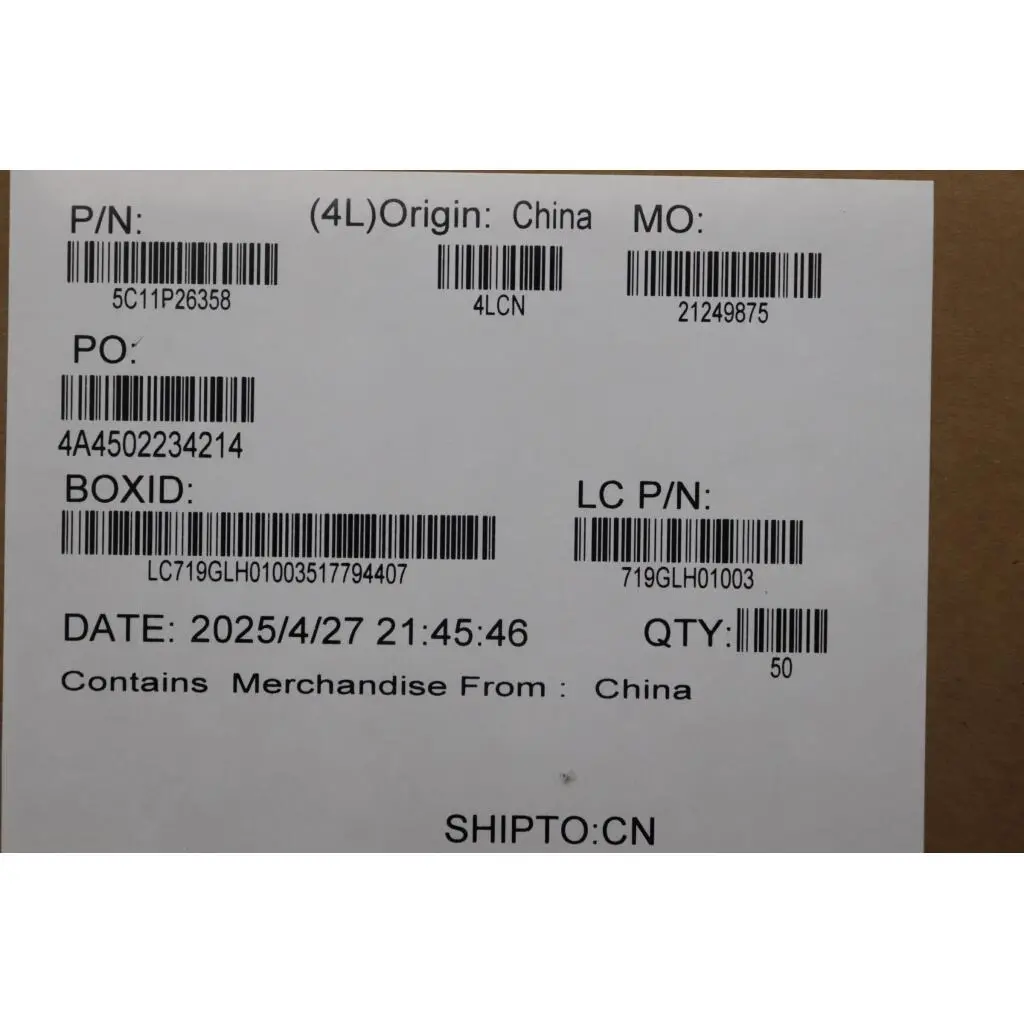 P/N:
(4L)Origin: China
MO:
5C11P26358
4LCN
21249875
PO:
4A4502234214
BOXID:
LC P/N:
LC719GLH01003517794407
719GLH01003
DATE: 2025/4/27 21:45:46
QTY:
50
Contains Merchandise From : China
SHIPTO:CN